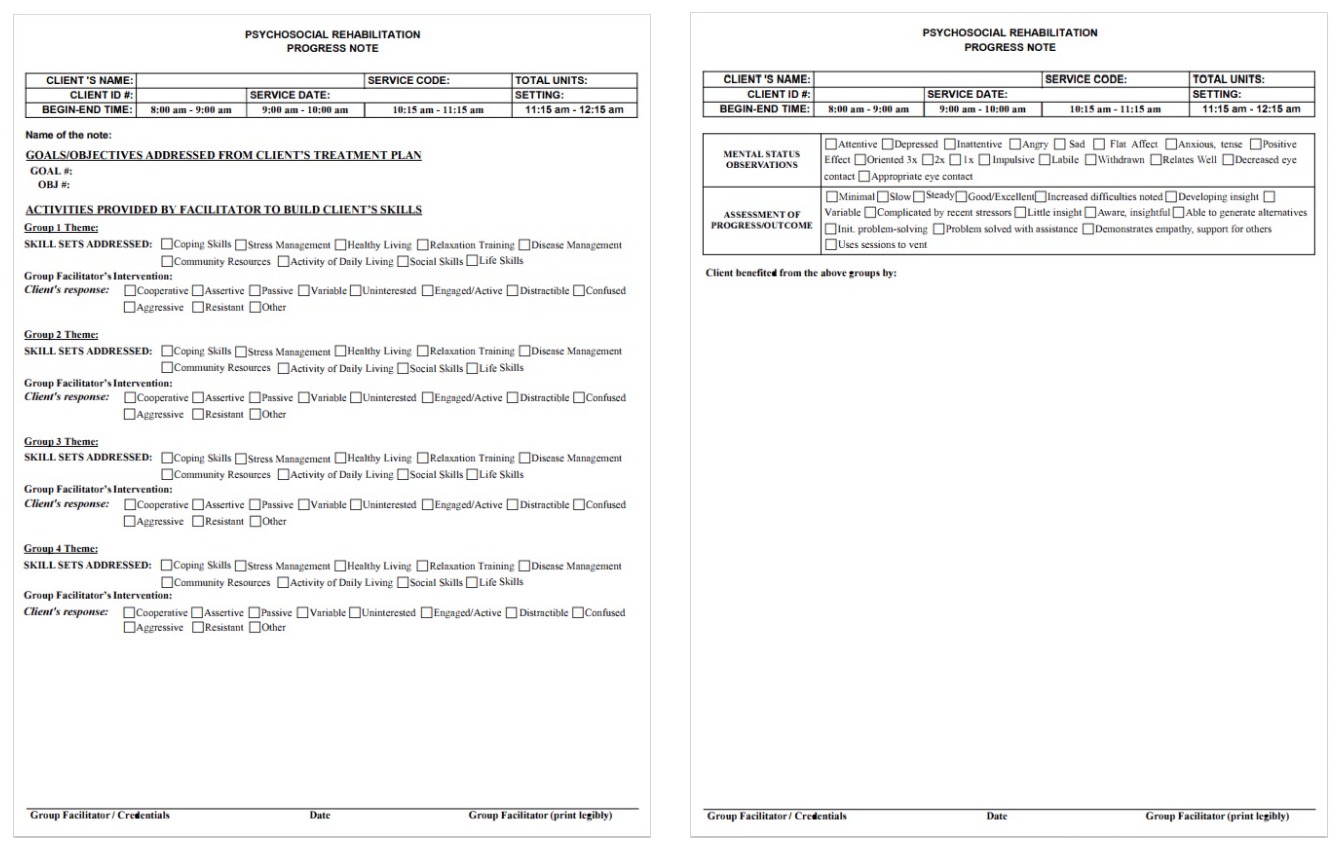 PSYCHOSOCIAL REHABILITATION
PROGRESS NOTE
CLIENT 'S NAME: SERVICE CODE: TOTAL UNITS:
CLIENT ID #: SERVICE DATE: SETTING:
BEGIN-END TIME: 8:00 am - 9:00 am 9:00 am - 10:00 am 10:15 am - 11:15 am 11:15 am - 12:15 am
Name of the note:
GOALS/OBJECTIVES ADDRESSED FROM CLIENT'S TREATMENT PLAN
GOAL #:
OBJ #:
ACTIVITIES PROVIDED BY FACILITATOR TO BUILD CLIENT'S SKILLS
Group 1 Theme:
SKILL SETS ADDRESSED: Coping Skills Stress Management Healthy Living Relaxation Training Disease Management
Community Resources Activity of Daily Living Social Skills Life Skills
Group Facilitator's Intervention:
Client's response: Cooperative Assertive Passive Variable Uninterested Engaged/Active Distractible Confused
Aggressive Resistant Other
Group 2 Theme:
SKILL SETS ADDRESSED: Coping Skills Stress Management Healthy Living Relaxation Training Disease Management
Community Resources Activity of Daily Living Social Skills Life Skills
Group Facilitator's Intervention:
Client's response: Cooperative Assertive Passive Variable Uninterested Engaged/Active Distractible Confused
Aggressive Resistant Other
Group 3 Theme:
SKILL SETS ADDRESSED: Coping Skills Stress Management Healthy Living Relaxation Training Disease Management
Community Resources Activity of Daily Living Social Skills Life Skills
Group Facilitator's Intervention:
Client's response: Cooperative Assertive Passive Variable Uninterested Engaged/Active Distractible Confused
Aggressive Resistant Other
Group 4 Theme:
SKILL SETS ADDRESSED: Coping Skills Stress Management Healthy Living Relaxation Training Disease Management
Community Resources Activity of Daily Living Social Skills Life Skills
Group Facilitator's Intervention:
Client's response: Cooperative Assertive Passive Variable Uninterested Engaged/Active Distractible Confused
Aggressive Resistant Other
Group Facilitator / Credentials Date Group Facilitator (print legibly)
PSYCHOSOCIAL REHABILITATION
PROGRESS NOTE
CLIENT 'S NAME: SERVICE CODE: TOTAL UNITS:
CLIENT ID #: SERVICE DATE: SETTING:
BEGIN-END TIME: 8:00 am - 9:00 am 9:00 am - 10:00 am 10:15 am - 11:15 am 11:15 am - 12:15 am
MENTAL STATUS OBSERVATIONS
Attentive Depressed Inattentive Angry Sad Flat Affect Anxious, tense Positive
Effect Oriented 3x 2x 1x Impulsive Labile Withdrawn Relates Well Decreased eye
contact Appropriate eye contact
ASSESSMENT OF PROGRESS/OUTCOME
Minimal Slow Steady Good/Excellent Increased difficulties noted Developing insight
Variable Complicated by recent stressors Little insight Aware, insightful Able to generate alternatives
Init. problem-solving Problem solved with assistance Demonstrates empathy, support for others
Uses sessions to vent
Client benefited from the above groups by:
Group Facilitator / Credentials Date Group Facilitator (print legibly)